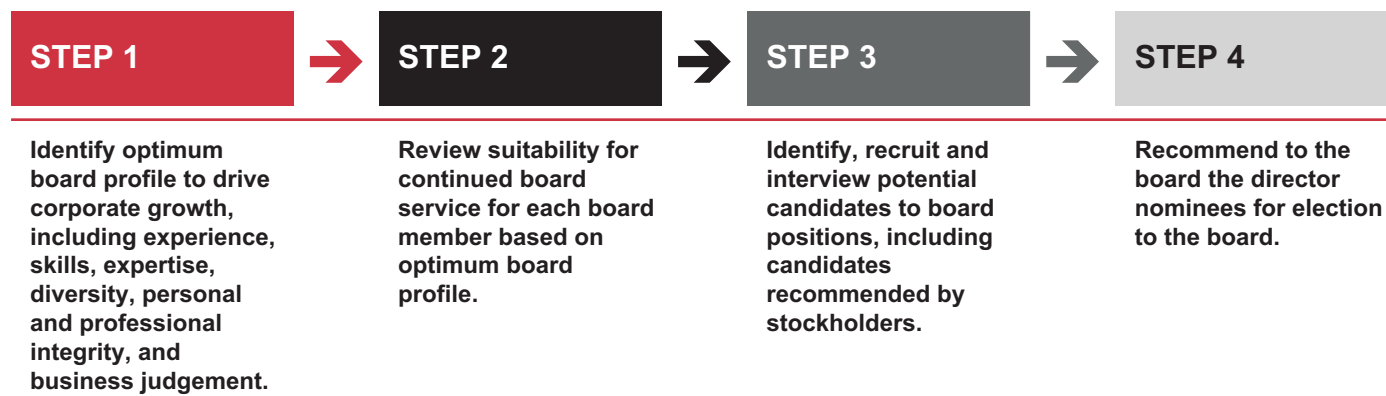 STEP 1
Identify optimum
board profile to drive
corporate growth,
including experience,
skills, expertise,
diversity, personal
and professional
integrity, and
business judgement.
STEP 2
Review suitability for
continued board
service for each board
member based on
optimum board
profile.
STEP 3
Identify, recruit and
interview potential
candidates to board
positions, including
candidates
recommended by
stockholders.
STEP 4
Recommend to the
board the director
nominees for election
to the board.